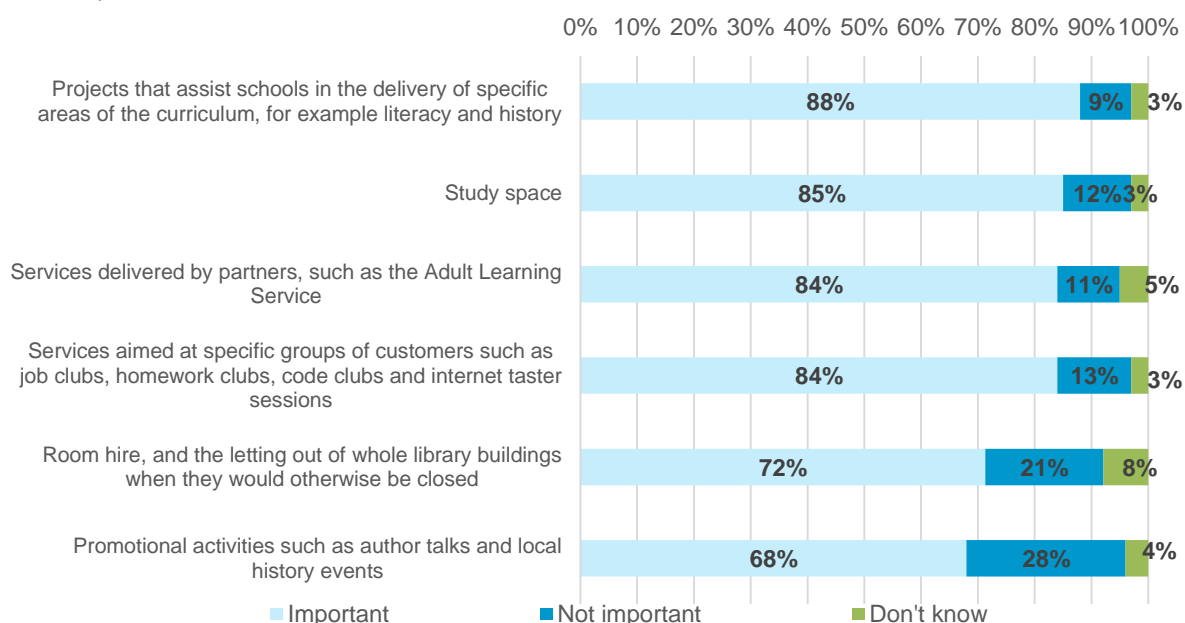 0% 10% 20% 30% 40% 50% 60% 70% 80% 90% 100%
Projects that assist schools in the delivery of specific
areas of the curriculum, for example literacy and history
88% 9% 3%
Study space
85% 12% 3%
Services delivered by partners, such as the Adult Learning
Service
84% 11% 5%
Services aimed at specific groups of customers such as
job clubs, homework clubs, code clubs and internet taster
sessions
84% 13% 3%
Room hire, and the letting out of whole library buildings
when they would otherwise be closed
72% 21% 8%
Promotional activities such as author talks and local
history events
68% 28% 4%
Important Not important Don't know